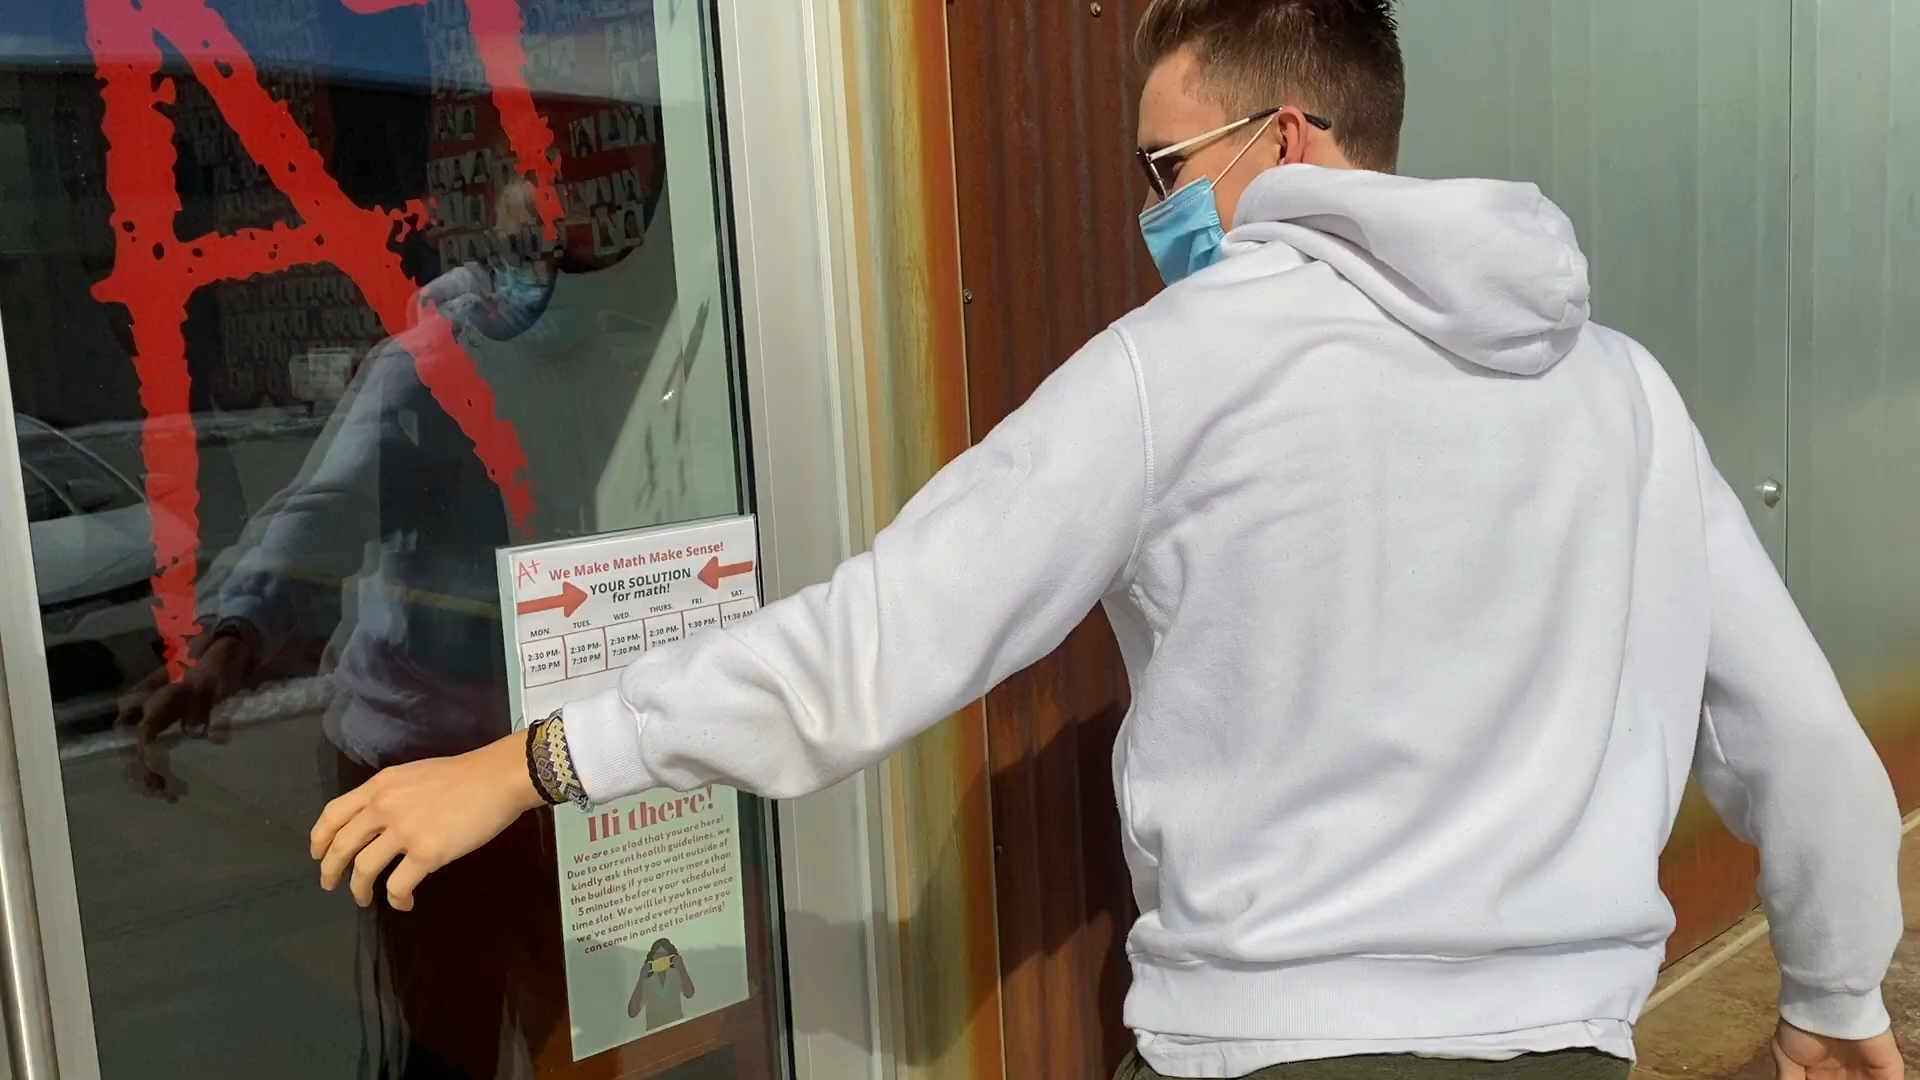 A+
A+
We Make Math Make Sense!
YOUR SOLUTION
for math!
MON. TUES. WED. THURS. FRI. SAT.
2:30 PM- 2:30 PM- 2:30 PM- 2:30 PM- 1:30 PM- 11:30 AM
7:30 PM 7:30 PM 7:30 PM 7:30 PM
Hi there!
We are so glad that you are here!
Due to current health guidelines, we
kindly ask that you wait outside of
the building if you arrive more than
5 minutes before your scheduled
time slot. We will let you know once
we've sanitized everything so you
can come in and get to learning!